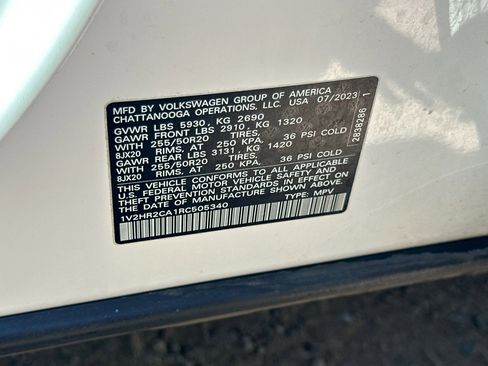 MFD BY VOLKSWAGEN GROUP OF AMERICA
CHATTANOOGA OPERATIONS, LLC. USA 07/2023
GVWR LBS 5930, KG 2690
GAWR FRONT LBS 2910, KG 1320
WITH 255/50R20 TIRES,
8JX20 RIMS, AT 250 KPA. 36 PSI COLD
GAWR REAR LBS 3131, KG 1420
WITH 255/50R20 TIRES,
8JX20 RIMS, AT 250 KPA. 36 PSI COLD
THIS VEHICLE CONFORMS TO ALL APPLICABLE
U.S. FEDERAL MOTOR VEHICLE SAFETY AND
THEFT PREVENTION STANDARDS IN EFFECT ON
THE DATE OF MANUFACTURE SHOWN ABOVE.
1V2HR2CA1RC505340 TYPE: MPV
2838286 1